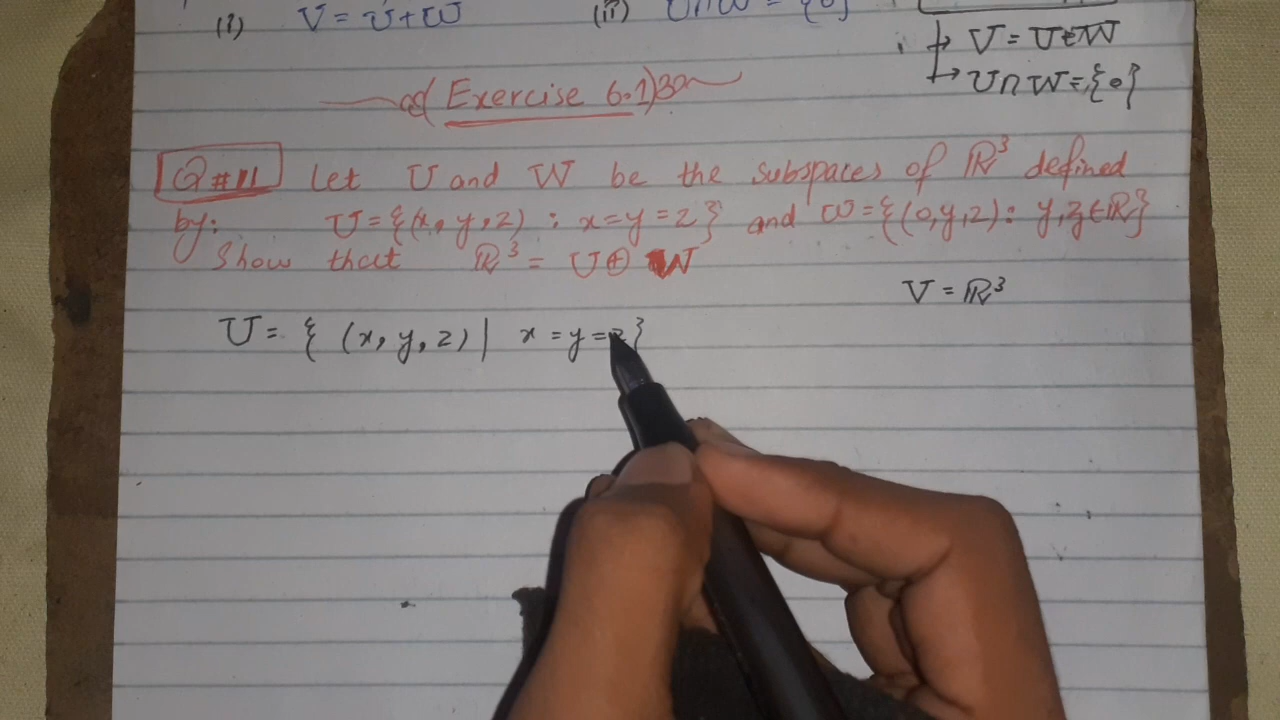 (i) V = U + W (ii) U∩W = {0}
→ V = U+W
→ U∩W = {0}
Exercise 6.1
Q #11 Let U and W be the subspaces of ℝ³ defined
by: U = {(x, y, z) : x = y = z} and W = {(0, y, z) : y, z ∈ ℝ}
Show that ℝ³ = U ⊕ W
V = ℝ³
U = { (x, y, z) | x = y = z}